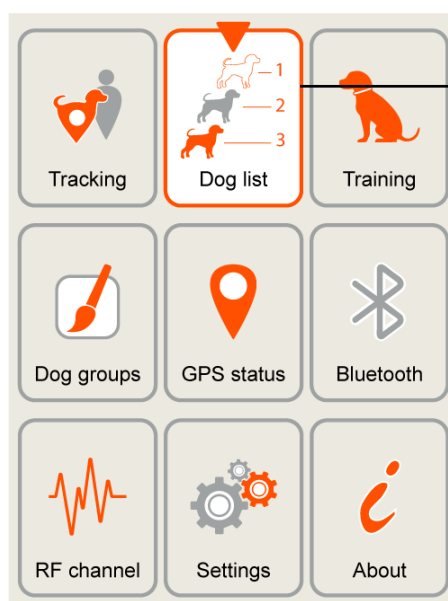 1
2
3
Tracking
Dog list
Training
Dog groups
GPS status
Bluetooth
RF channel
Settings
About